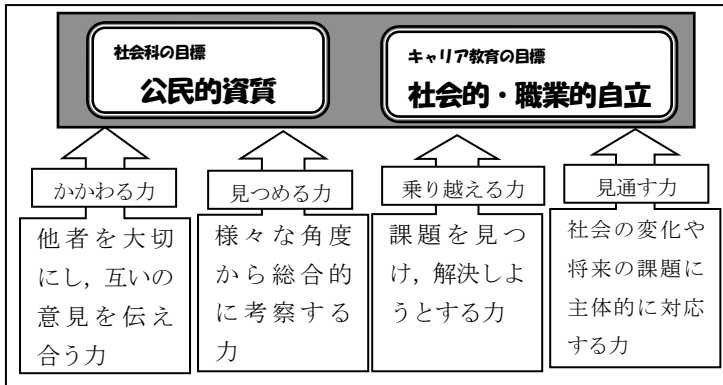 社会科の目標
公民的資質
キャリア教育の目標
社会的・職業的自立
かかわる力
見つめる力
乗り越える力
見通す力
他者を大切
にし，互いの
意見を伝え
合う力
様々な角度
から総合的
に考察する
力
課題を見つ
け，解決しよ
うとする力
社会の変化や
将来の課題に
主体的に対応
する力